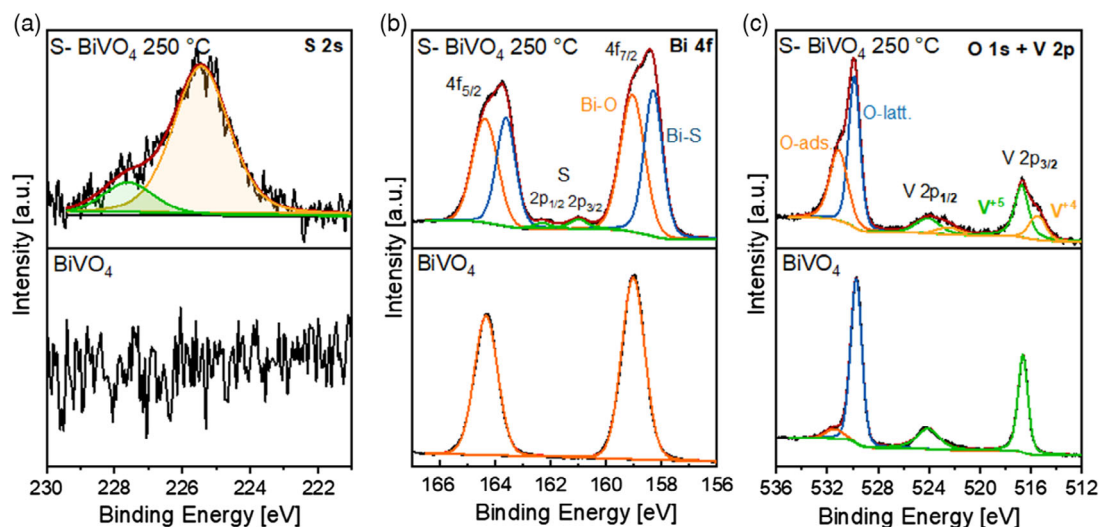 (a)
S- BiVO₄ 250 °C
S 2s
BiVO₄
Intensity [a.u.]
230 228 226 224 222
Binding Energy [eV]
(b)
S- BiVO₄ 250 °C
Bi 4f
4f₇/₂
4f₅/₂
Bi-O
Bi-S
S
2p₁/₂ 2p₃/₂
BiVO₄
Intensity [a.u.]
166 164 162 160 158 156
Binding Energy [eV]
(c)
S- BiVO₄ 250 °C
O 1s + V 2p
O-latt.
O-ads.
V 2p₃/₂
V 2p₁/₂
V⁺⁵
V⁺⁴
BiVO₄
Intensity [a.u.]
536 532 528 524 520 516 512
Binding Energy [eV]